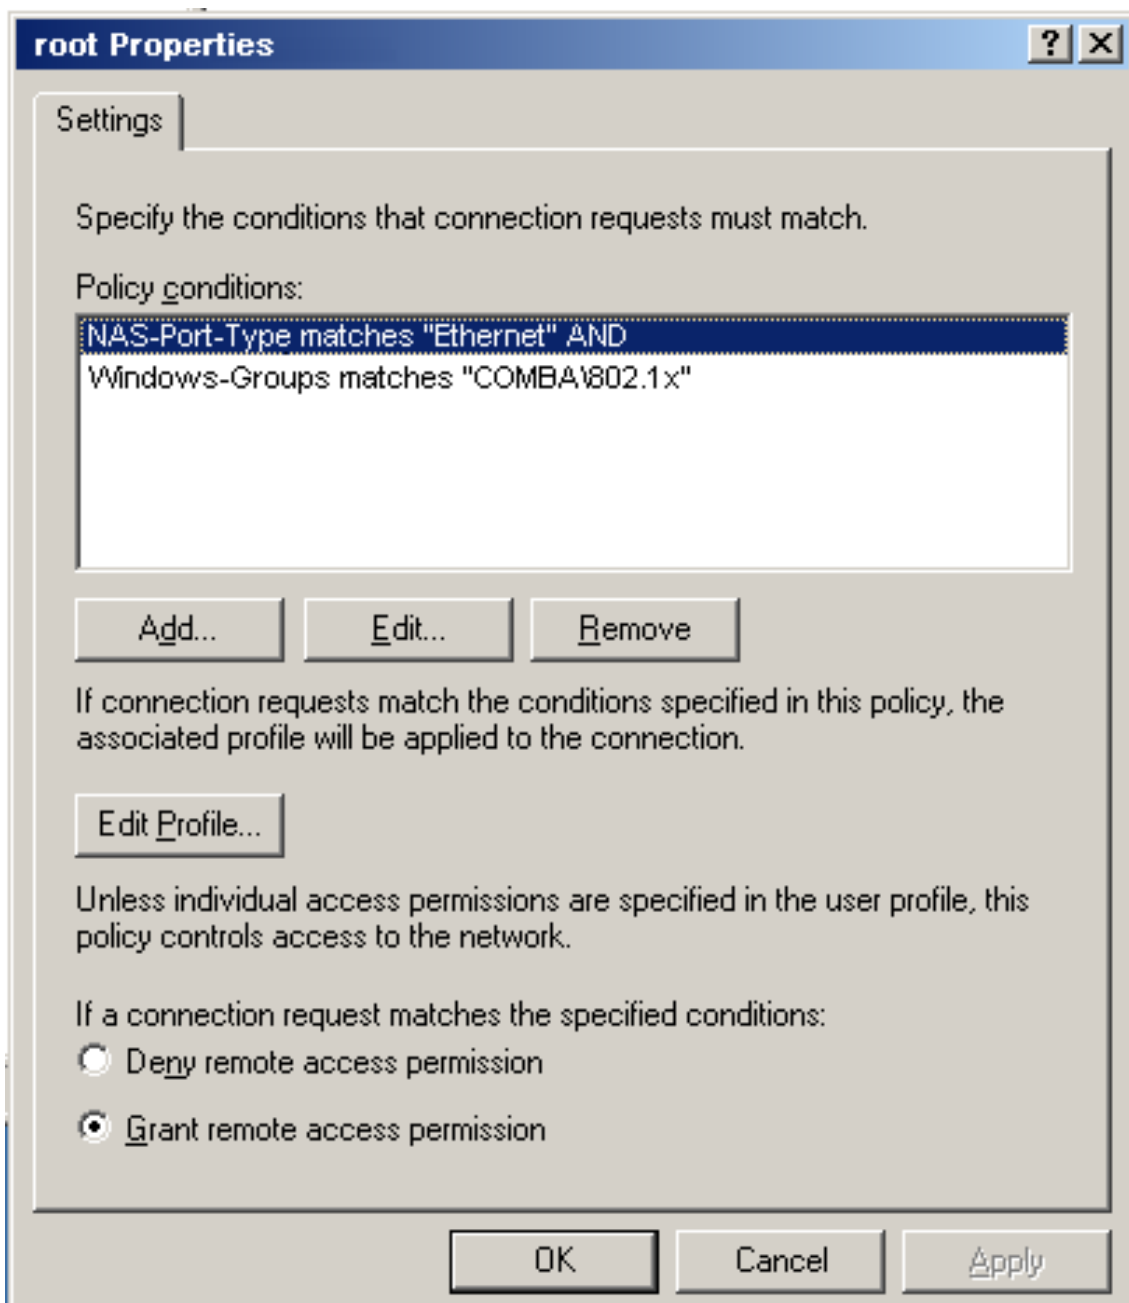 root Properties
Settings
Specify the conditions that connection requests must match.
Policy conditions:
NAS-Port-Type matches "Ethernet" AND
Windows-Groups matches "COMBA\802.1x"
Add... Edit... Remove
If connection requests match the conditions specified in this policy, the
associated profile will be applied to the connection.
Edit Profile...
Unless individual access permissions are specified in the user profile, this
policy controls access to the network.
If a connection request matches the specified conditions:
Deny remote access permission
Grant remote access permission
OK Cancel Apply